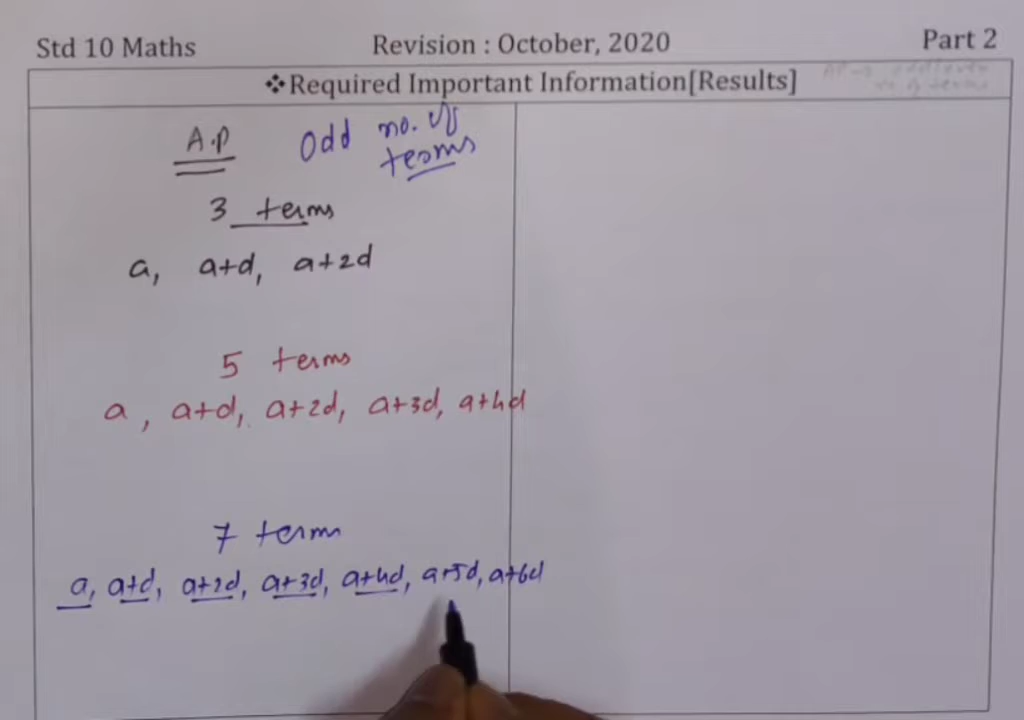 Std 10 Maths Revision : October, 2020 Part 2
❖Required Important Information[Results]
A.P Odd no. of
terms
3 terms
a, a+d, a+2d
5 terms
a, a+d, a+2d, a+3d, a+4d
7 terms
a, a+d, a+2d, a+3d, a+4d, a+5d, a+6d